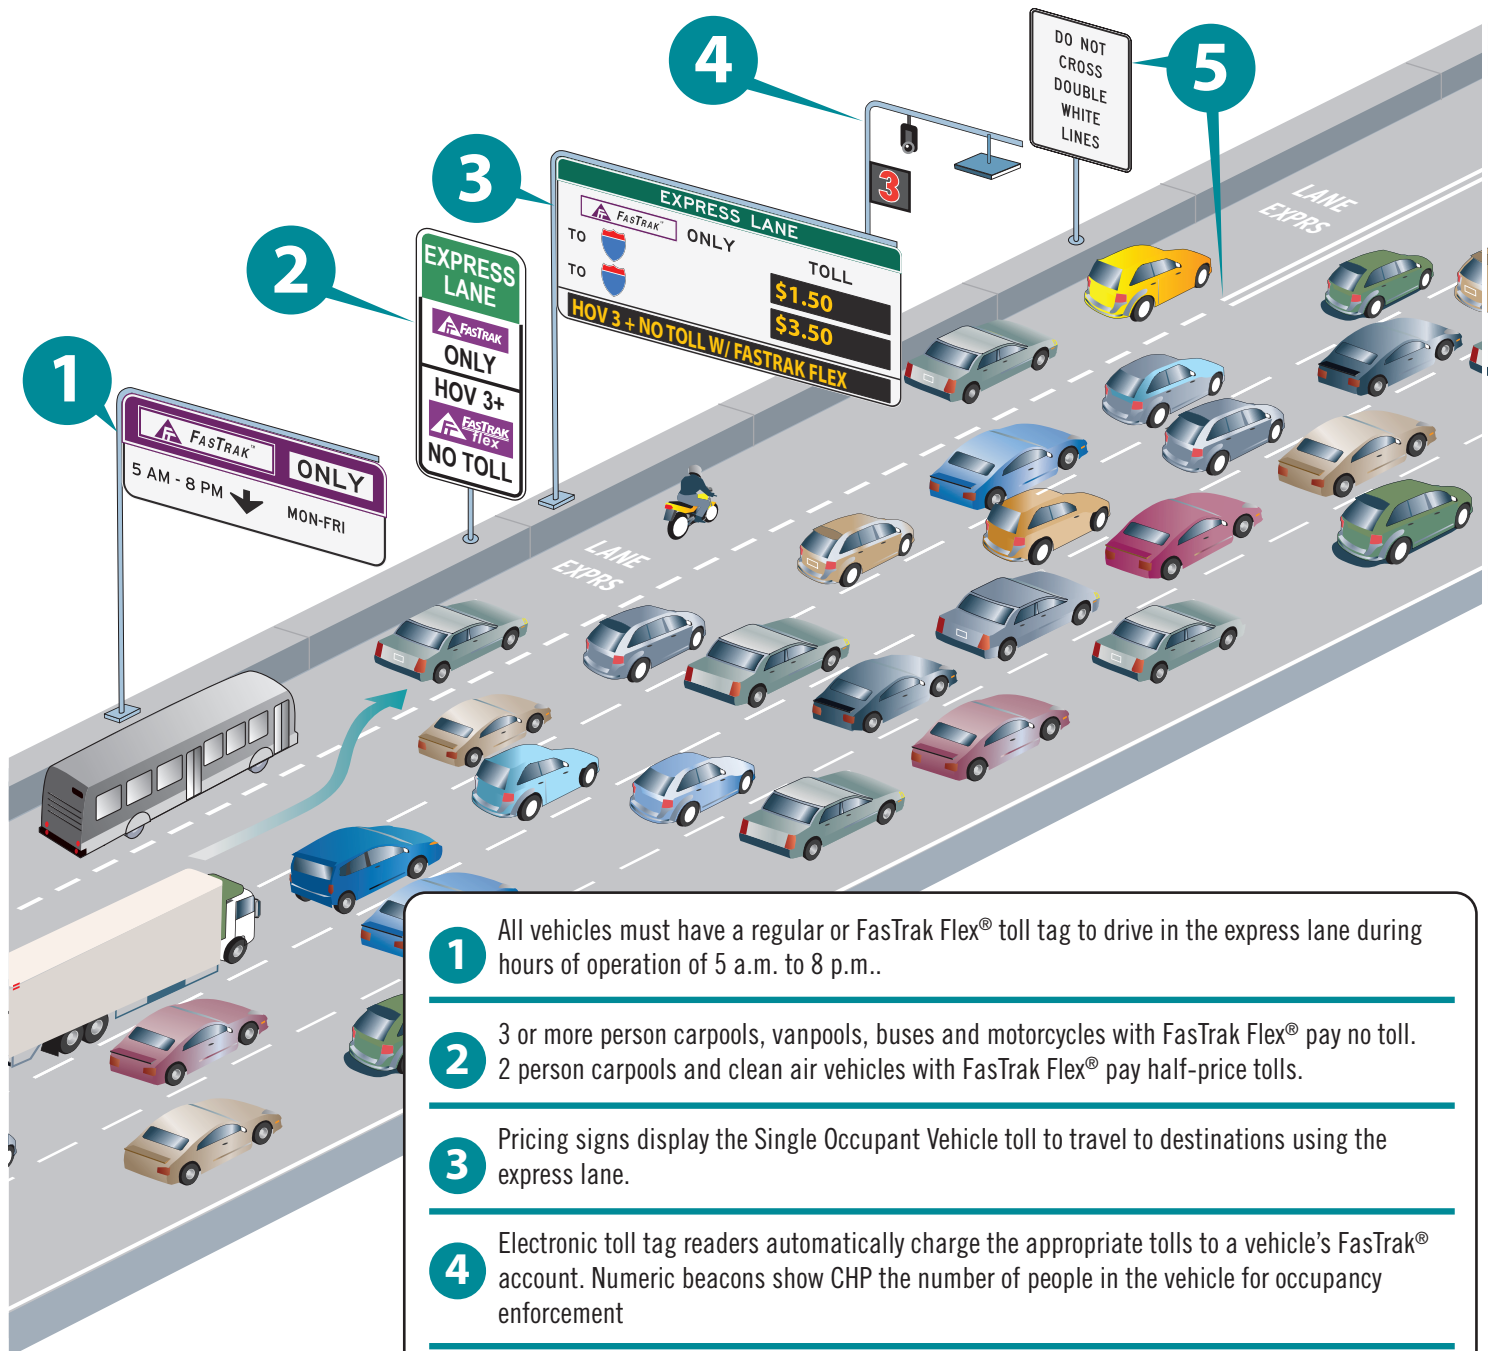 4
DO NOT
CROSS
DOUBLE
WHITE
LINES
5
3
3
EXPRESS LANE
FASTRAK™ ONLY
TO
TO
TOLL
$1.50
$3.50
HOV 3 + NO TOLL W/ FASTRAK FLEX
LANE
EXPRS
2
EXPRESS
LANE
FASTRAK
ONLY
HOV 3+
FASTRAK
flex
NO TOLL
1
FASTRAK™ ONLY
5 AM - 8 PM
MON-FRI
LANE
EXPRS
1 All vehicles must have a regular or FasTrak Flex® toll tag to drive in the express lane during
hours of operation of 5 a.m. to 8 p.m..
2 3 or more person carpools, vanpools, buses and motorcycles with FasTrak Flex® pay no toll.
2 person carpools and clean air vehicles with FasTrak Flex® pay half-price tolls.
3 Pricing signs display the Single Occupant Vehicle toll to travel to destinations using the
express lane.
4 Electronic toll tag readers automatically charge the appropriate tolls to a vehicle's FasTrak®
account. Numeric beacons show CHP the number of people in the vehicle for occupancy
enforcement